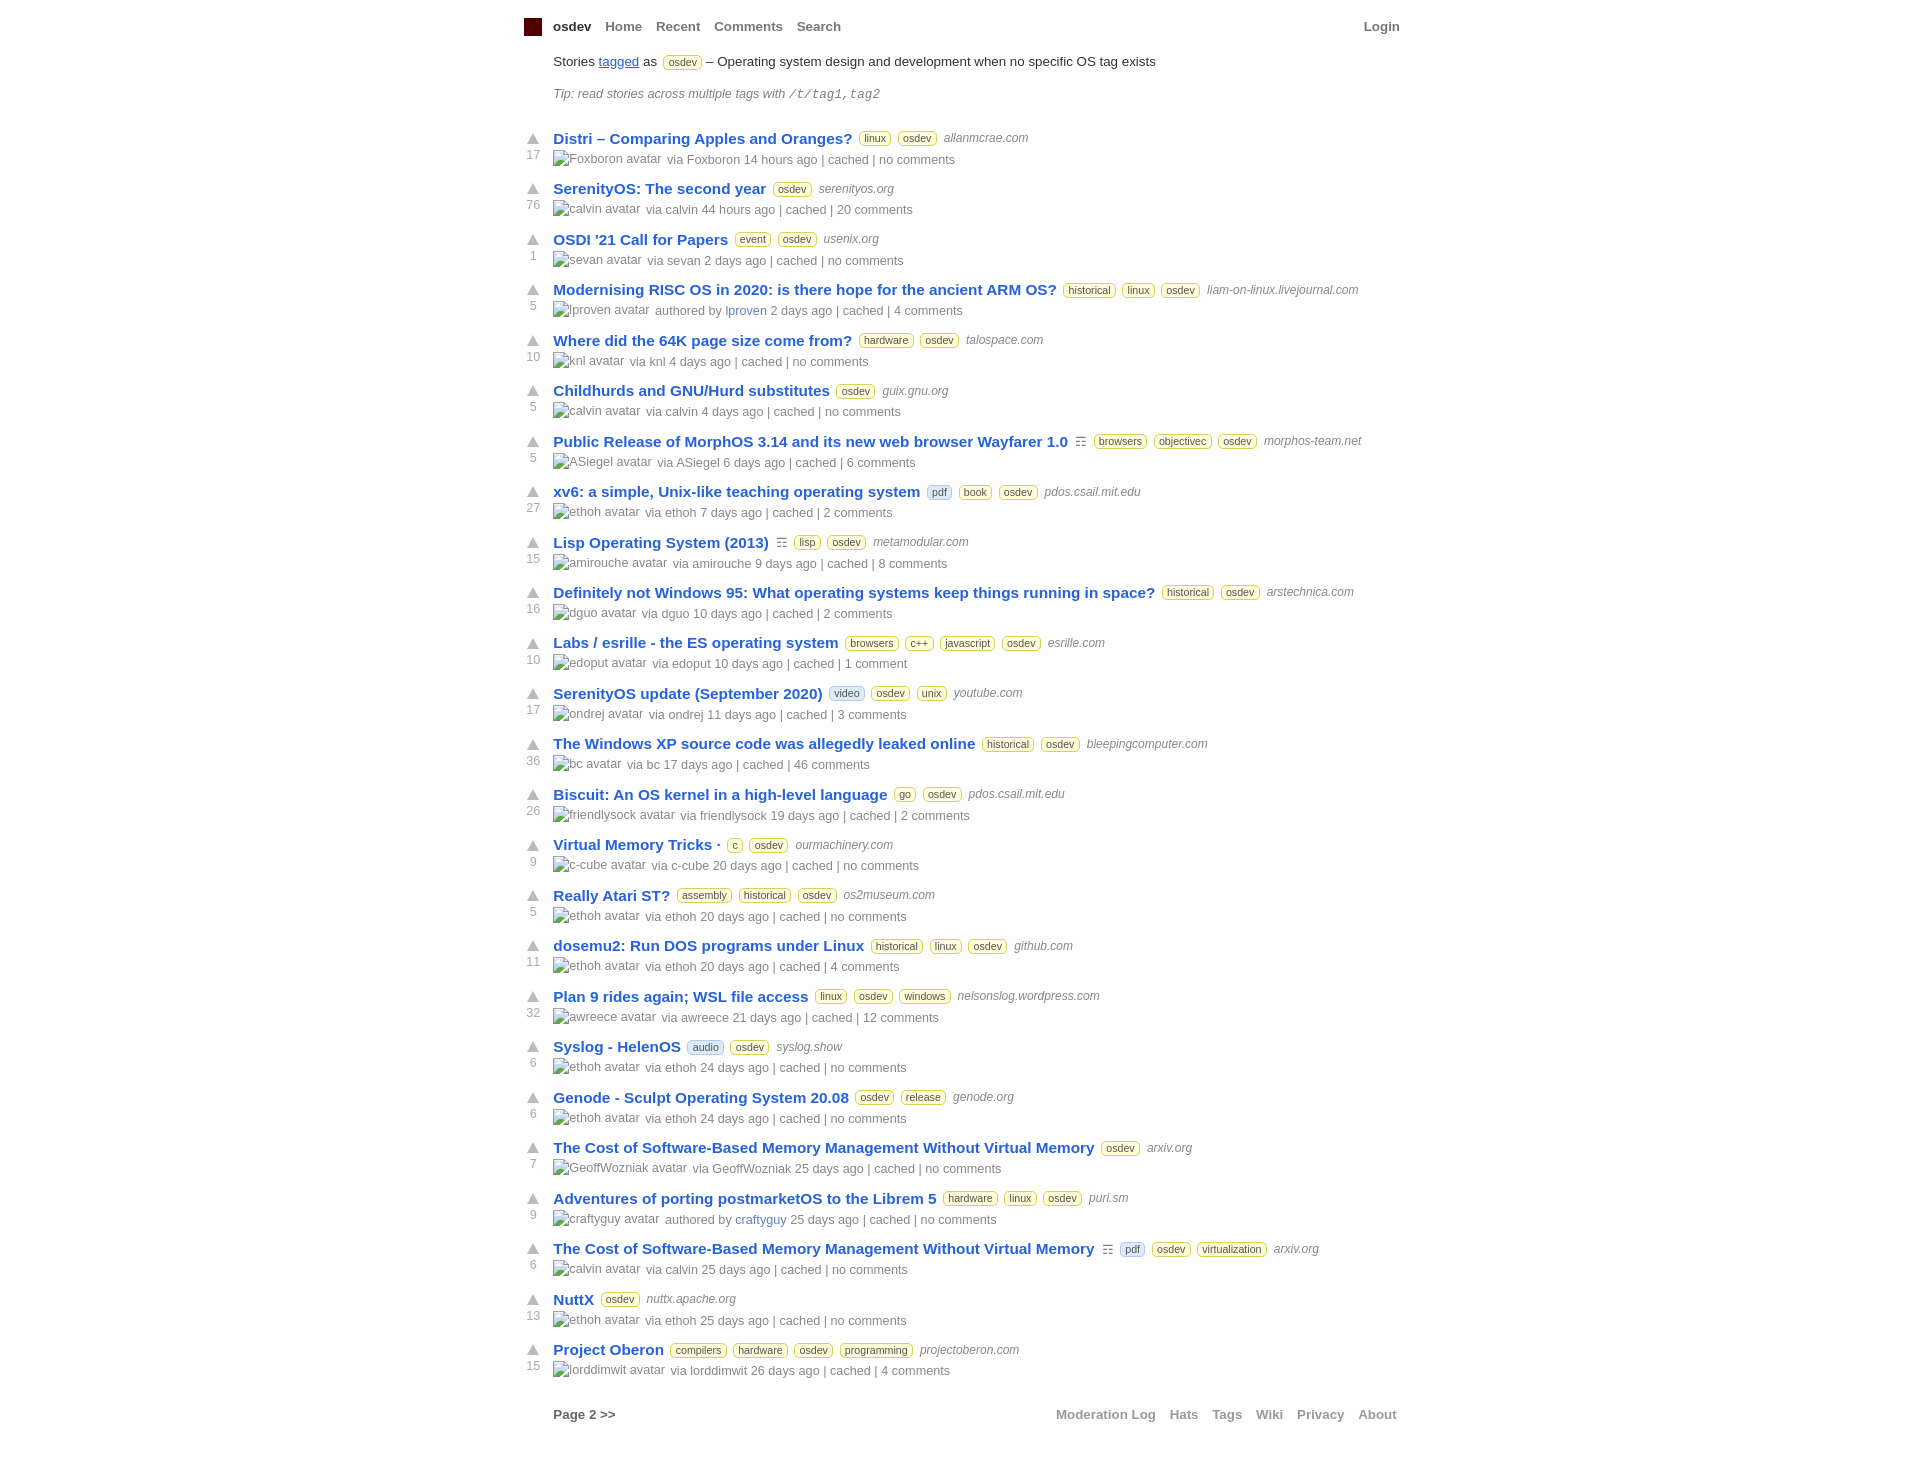 osdev Home Recent Comments Search Login
Stories tagged as osdev – Operating system design and development when no specific OS tag exists
Tip: read stories across multiple tags with /t/tag1,tag2
Distri – Comparing Apples and Oranges? linux osdev allanmcrae.com
17 Foxboron avatar via Foxboron 14 hours ago | cached | no comments
SerenityOS: The second year osdev serenityos.org
76 calvin avatar via calvin 44 hours ago | cached | 20 comments
OSDI '21 Call for Papers event osdev usenix.org
1 sevan avatar via sevan 2 days ago | cached | no comments
Modernising RISC OS in 2020: is there hope for the ancient ARM OS? historical linux osdev liam-on-linux.livejournal.com
5 lproven avatar authored by lproven 2 days ago | cached | 4 comments
Where did the 64K page size come from? hardware osdev talospace.com
10 knl avatar via knl 4 days ago | cached | no comments
Childhurds and GNU/Hurd substitutes osdev guix.gnu.org
5 calvin avatar via calvin 4 days ago | cached | no comments
Public Release of MorphOS 3.14 and its new web browser Wayfarer 1.0 ☶ browsers objectivec osdev morphos-team.net
5 ASiegel avatar via ASiegel 6 days ago | cached | 6 comments
xv6: a simple, Unix-like teaching operating system pdf book osdev pdos.csail.mit.edu
27 ethoh avatar via ethoh 7 days ago | cached | 2 comments
Lisp Operating System (2013) ☶ lisp osdev metamodular.com
15 amirouche avatar via amirouche 9 days ago | cached | 8 comments
Definitely not Windows 95: What operating systems keep things running in space? historical osdev arstechnica.com
16 dguo avatar via dguo 10 days ago | cached | 2 comments
Labs / esrille - the ES operating system browsers c++ javascript osdev esrille.com
10 edoput avatar via edoput 10 days ago | cached | 1 comment
SerenityOS update (September 2020) video osdev unix youtube.com
17 ondrej avatar via ondrej 11 days ago | cached | 3 comments
The Windows XP source code was allegedly leaked online historical osdev bleepingcomputer.com
36 bc avatar via bc 17 days ago | cached | 46 comments
Biscuit: An OS kernel in a high-level language go osdev pdos.csail.mit.edu
26 friendlysock avatar via friendlysock 19 days ago | cached | 2 comments
Virtual Memory Tricks · c osdev ourmachinery.com
9 c-cube avatar via c-cube 20 days ago | cached | no comments
Really Atari ST? assembly historical osdev os2museum.com
5 ethoh avatar via ethoh 20 days ago | cached | no comments
dosemu2: Run DOS programs under Linux historical linux osdev github.com
11 ethoh avatar via ethoh 20 days ago | cached | 4 comments
Plan 9 rides again; WSL file access linux osdev windows nelsonslog.wordpress.com
32 awreece avatar via awreece 21 days ago | cached | 12 comments
Syslog - HelenOS audio osdev syslog.show
6 ethoh avatar via ethoh 24 days ago | cached | no comments
Genode - Sculpt Operating System 20.08 osdev release genode.org
6 ethoh avatar via ethoh 24 days ago | cached | no comments
The Cost of Software-Based Memory Management Without Virtual Memory osdev arxiv.org
7 GeoffWozniak avatar via GeoffWozniak 25 days ago | cached | no comments
Adventures of porting postmarketOS to the Librem 5 hardware linux osdev puri.sm
9 craftyguy avatar authored by craftyguy 25 days ago | cached | no comments
The Cost of Software-Based Memory Management Without Virtual Memory ☶ pdf osdev virtualization arxiv.org
6 calvin avatar via calvin 25 days ago | cached | no comments
NuttX osdev nuttx.apache.org
13 ethoh avatar via ethoh 25 days ago | cached | no comments
Project Oberon compilers hardware osdev programming projectoberon.com
15 lorddimwit avatar via lorddimwit 26 days ago | cached | 4 comments
Page 2 >> Moderation Log Hats Tags Wiki Privacy About